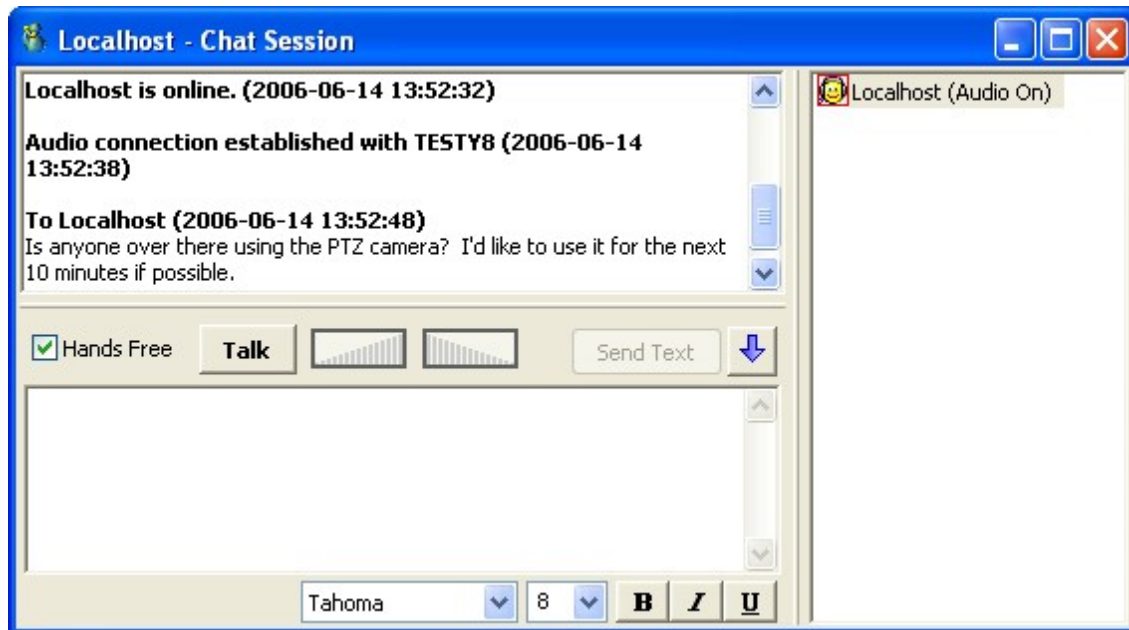 Localhost - Chat Session
Localhost is online. (2006-06-14 13:52:32)
Audio connection established with TESTY8 (2006-06-14
13:52:38)
To Localhost (2006-06-14 13:52:48)
Is anyone over there using the PTZ camera?  I'd like to use it for the next
10 minutes if possible.
Localhost (Audio On)
Hands Free
Talk
Send Text
Tahoma
8
B
I
U